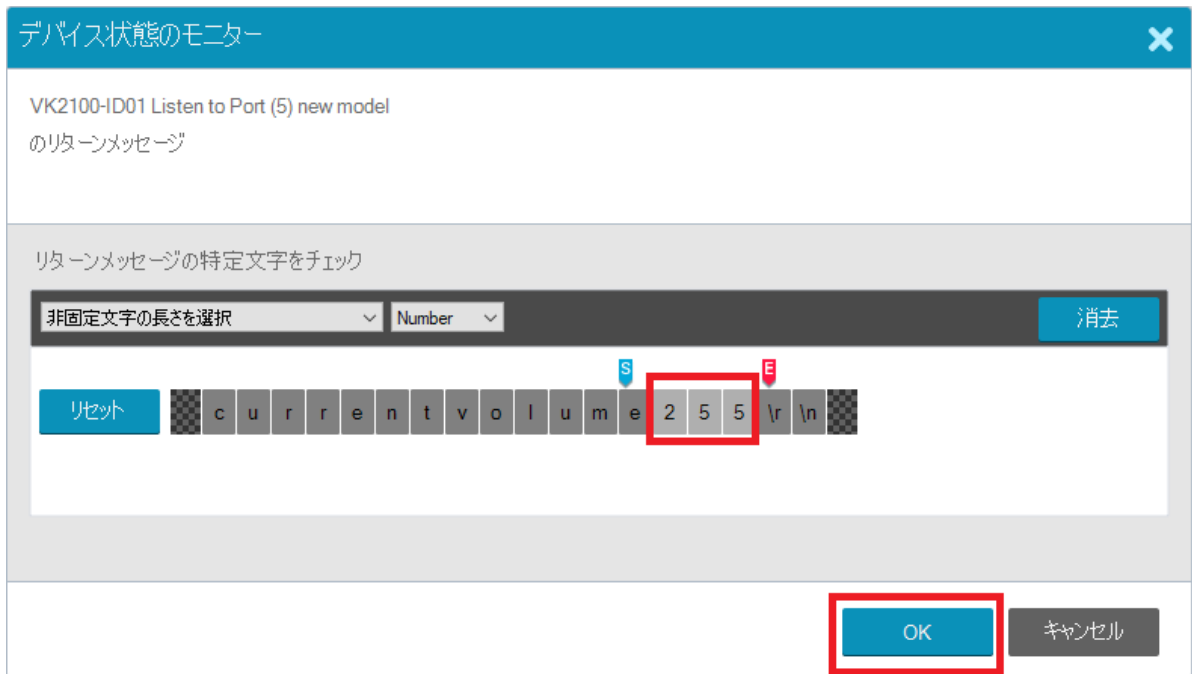 デバイス状態のモニター
VK2100-ID01 Listen to Port (5) new model
のリターンメッセージ
リターンメッセージの特定文字をチェック
非固定文字の長さを選択 Number 消去
S E
リセット c u r r e n t v o l u m e 2 5 5 \r \n
OK キャンセル